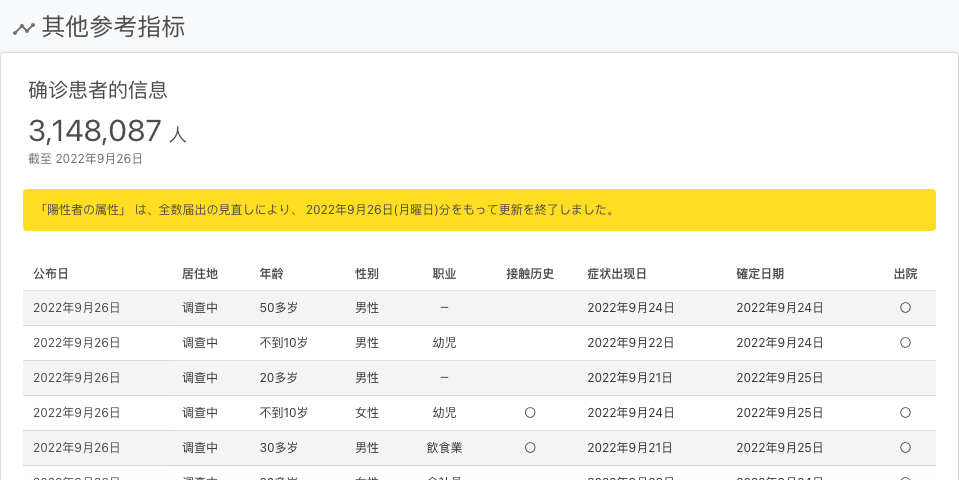 其他参考指标
确诊患者的信息
3,148,087 人
截至 2022年9月26日
「陽性者の属性」 は、全数届出の見直しにより、 2022年9月26日(月曜日)分をもって更新を終了しました。
公布日 居住地 年龄 性别 职业 接触历史 症状出现日 確定日期 出院
2022年9月26日 调查中 50多岁 男性 − 2022年9月24日 2022年9月24日 〇
2022年9月26日 调查中 不到10岁 男性 幼児 2022年9月22日 2022年9月24日 〇
2022年9月26日 调查中 20多岁 男性 − 2022年9月21日 2022年9月25日
2022年9月26日 调查中 不到10岁 女性 幼児 〇 2022年9月24日 2022年9月25日 〇
2022年9月26日 调查中 30多岁 男性 飲食業 〇 2022年9月21日 2022年9月25日 〇